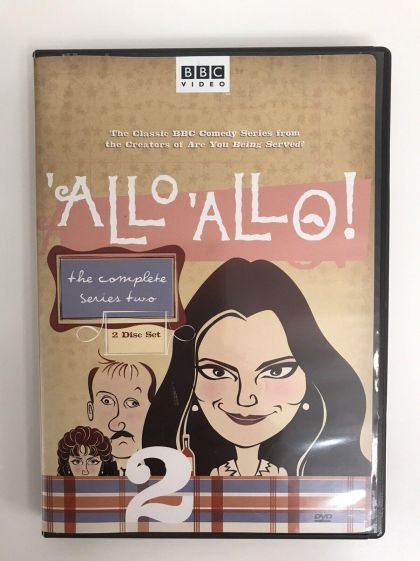 BBC
VIDEO
The Classic BBC Comedy Series from
the Creators of Are You Being Served?
'ALLO 'ALLO!
the complete
series two
2 Disc Set
2
DVD